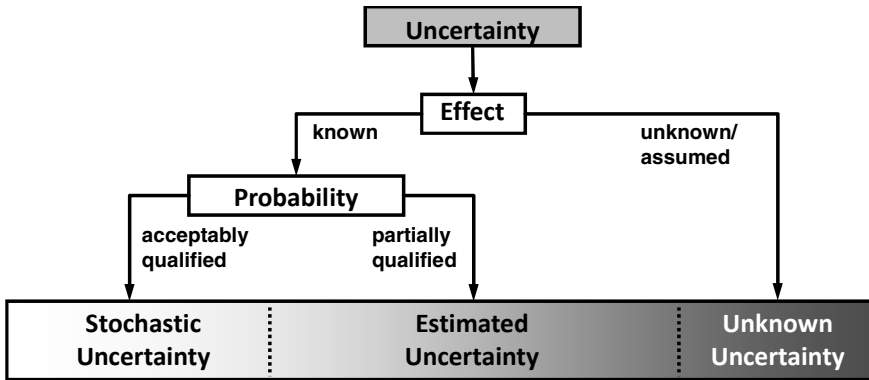 Uncertainty
Effect
known
unknown/
assumed
Probability
acceptably
qualified
partially
qualified
Stochastic
Uncertainty
Estimated
Uncertainty
Unknown
Uncertainty